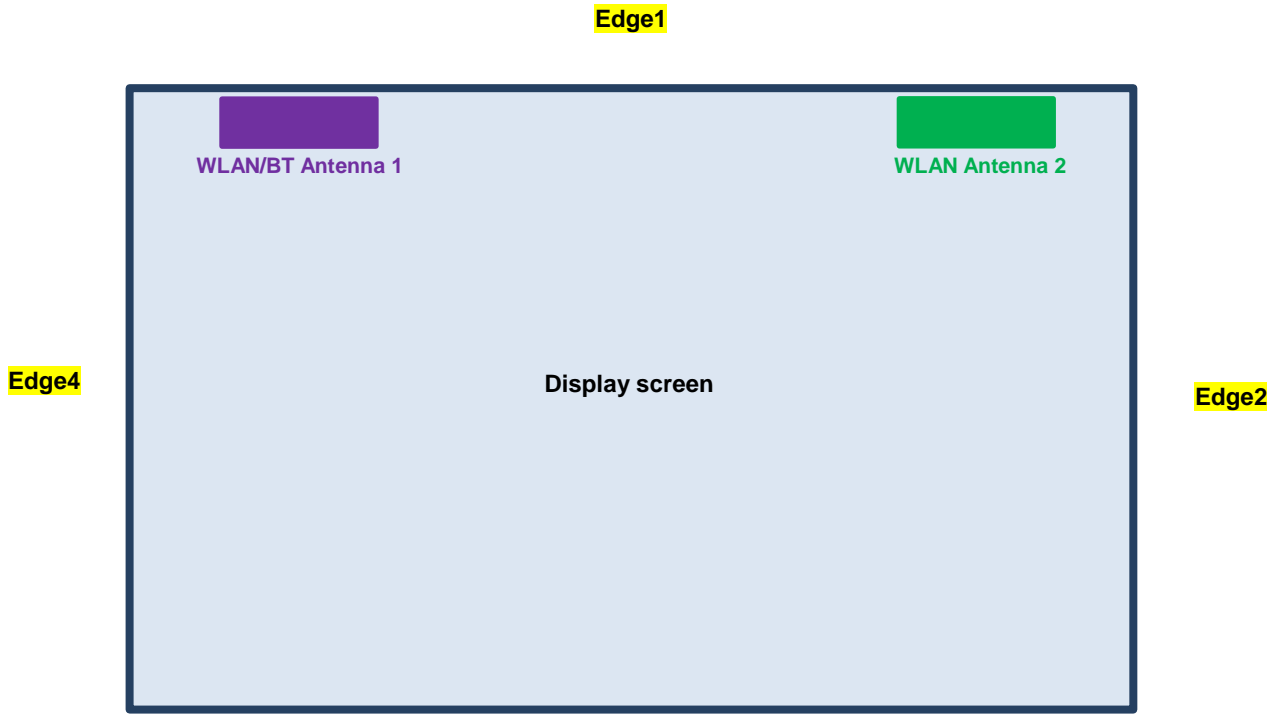 Edge1
WLAN/BT Antenna 1
WLAN Antenna 2
Edge4
Display screen
Edge2